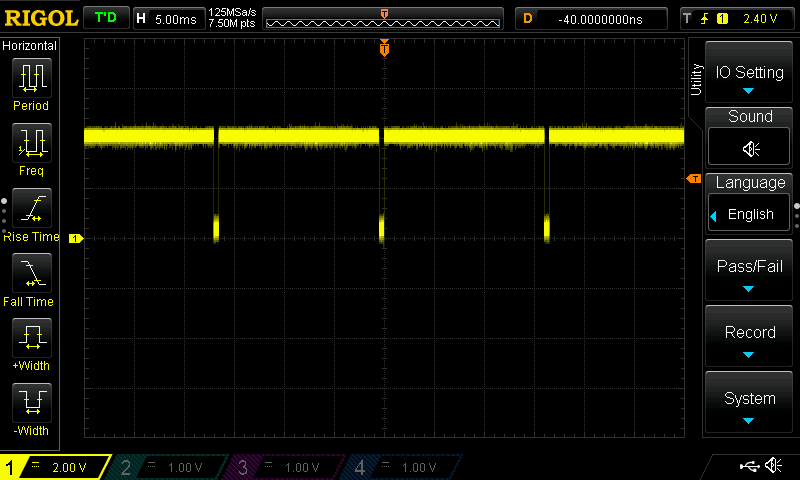 RIGOL T'D H 5.00ms 125MSa/s D -40.0000000ns T 1 2.40 V
7.50M pts
T
Horizontal
Period
Freq
Rise Time
Fall Time
+Width
-Width
T
T
1
Utility
IO Setting
Sound
Language
English
Pass/Fail
Record
System
1 2.00 V 2 1.00 V 3 1.00 V 4 1.00 V